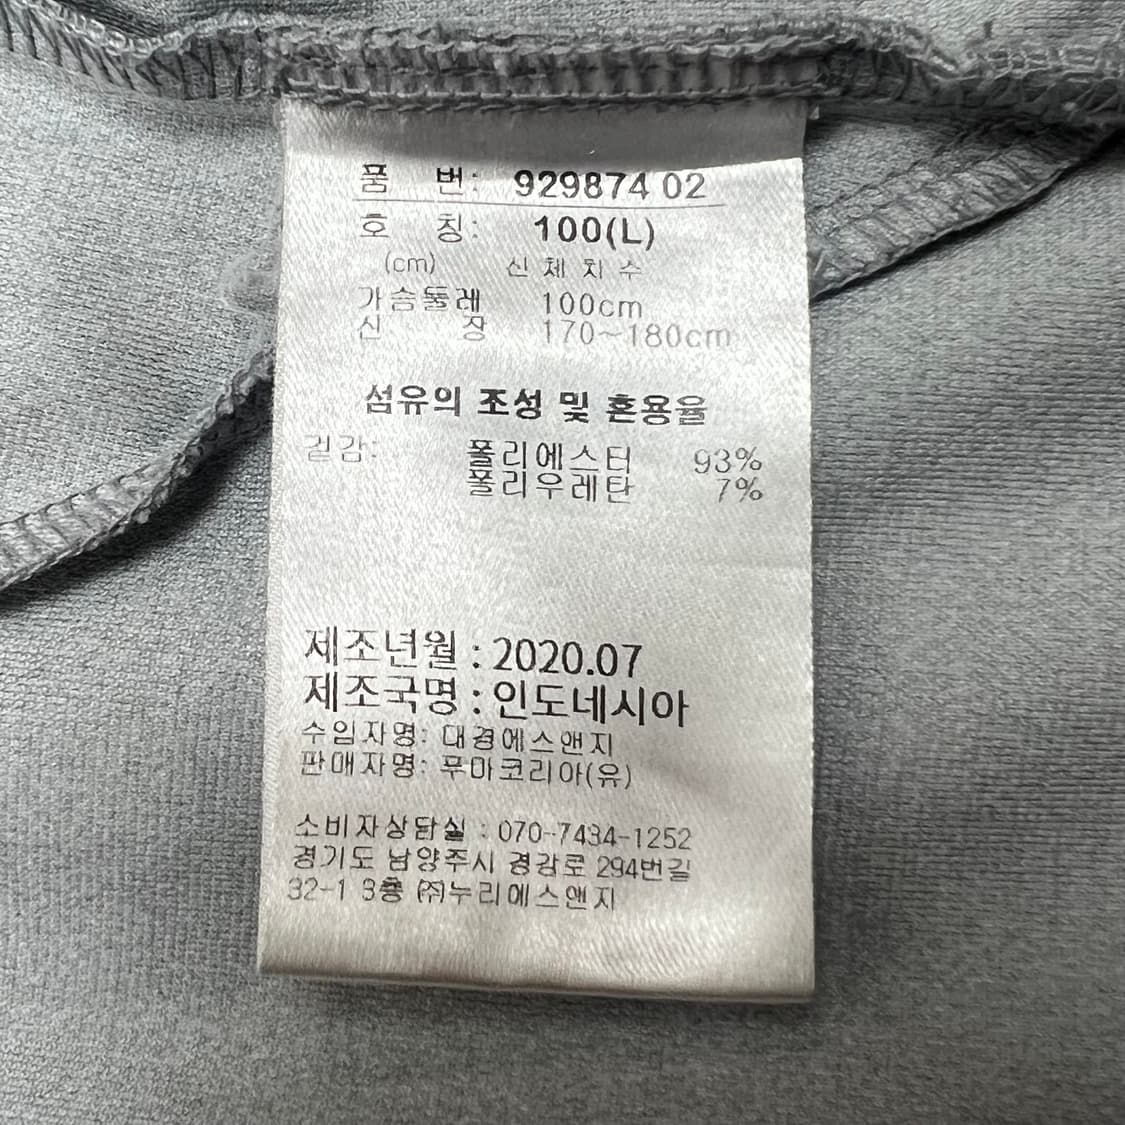 품 번: 929874 02
호 칭: 100(L)
(cm) 신 체 치 수
가슴둘레 100cm
신 장 170~180cm
섬유의 조성 및 혼용율
겉감: 폴리에스터 93%
폴리우레탄 7%
제조년월 : 2020.07
제조국명 : 인도네시아
수입자명: 대경에스앤지
판매자명: 푸마코리아(유)
소비자상담실 : 070-7434-1252
경기도 남양주시 경강로 294번길
32-1 3층 ㈜누리에스앤지